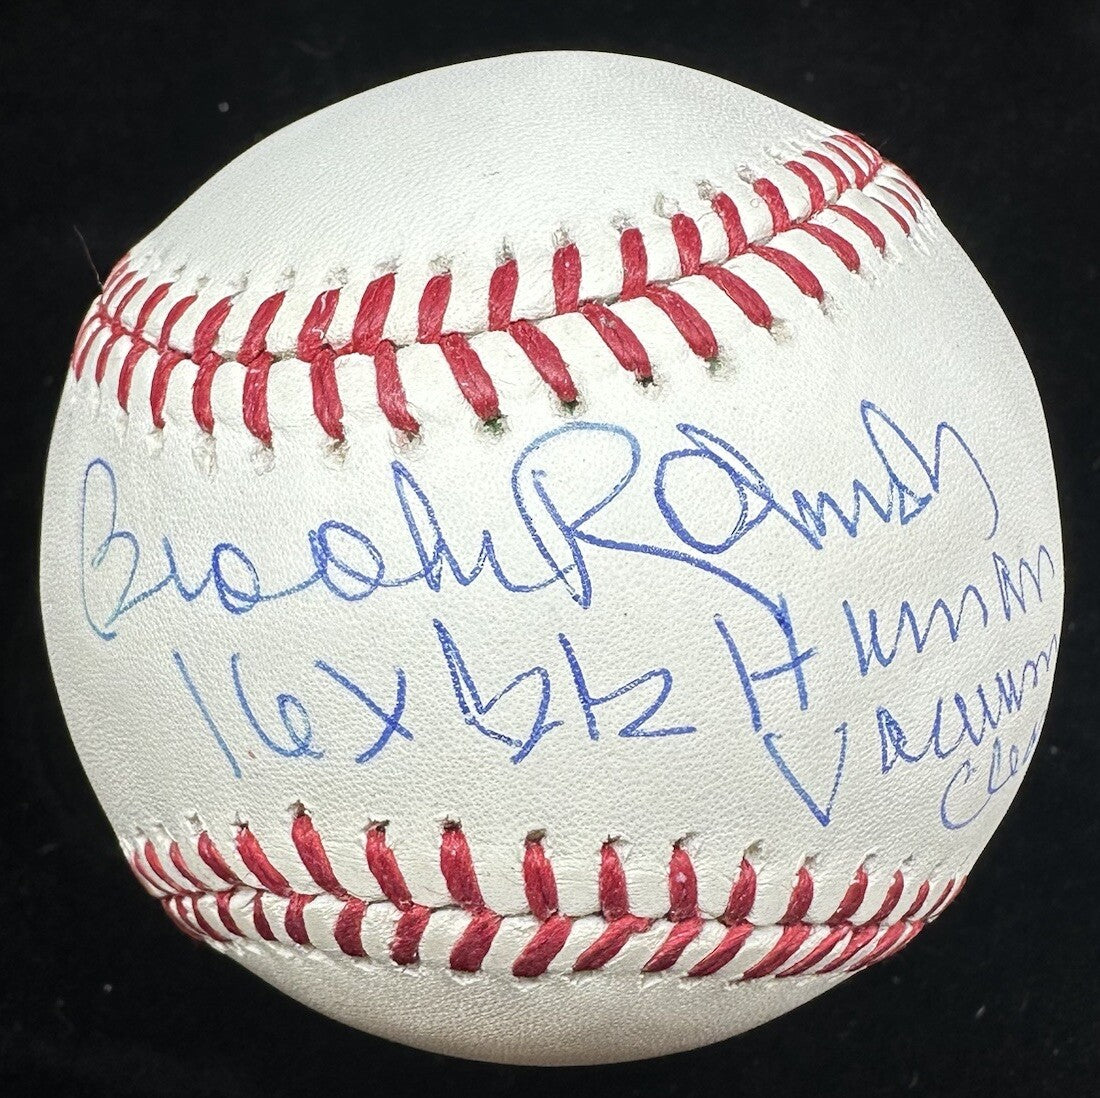 Brooks Robinson
16x GG Human
Vacuum
Clea